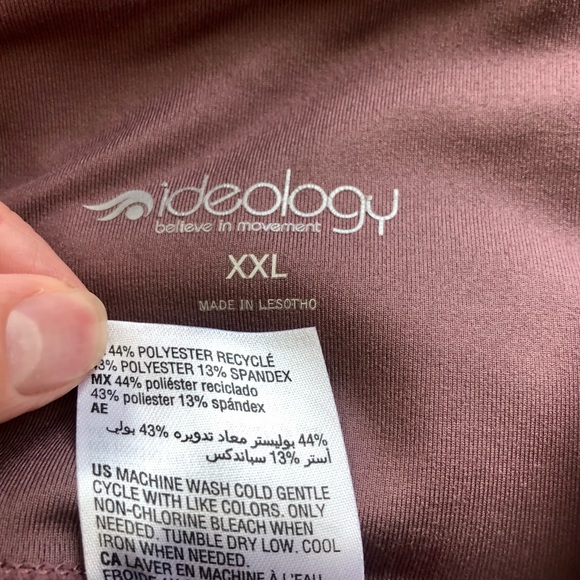 ideology
believe in movement
XXL
MADE IN LESOTHO
44% POLYESTER RECYCLÉ
43% POLYESTER 13% SPANDEX
MX 44% poliéster reciclado
43% poliester 13% spándex
AE
44% بوليستر معاد تدويره 43% بولي
أستر 13% سباندكس
US MACHINE WASH COLD GENTLE
CYCLE WITH LIKE COLORS. ONLY
NON-CHLORINE BLEACH WHEN
NEEDED. TUMBLE DRY LOW. COOL
IRON WHEN NEEDED.
CA LAVER EN MACHINE À L'EAU
FROIDE